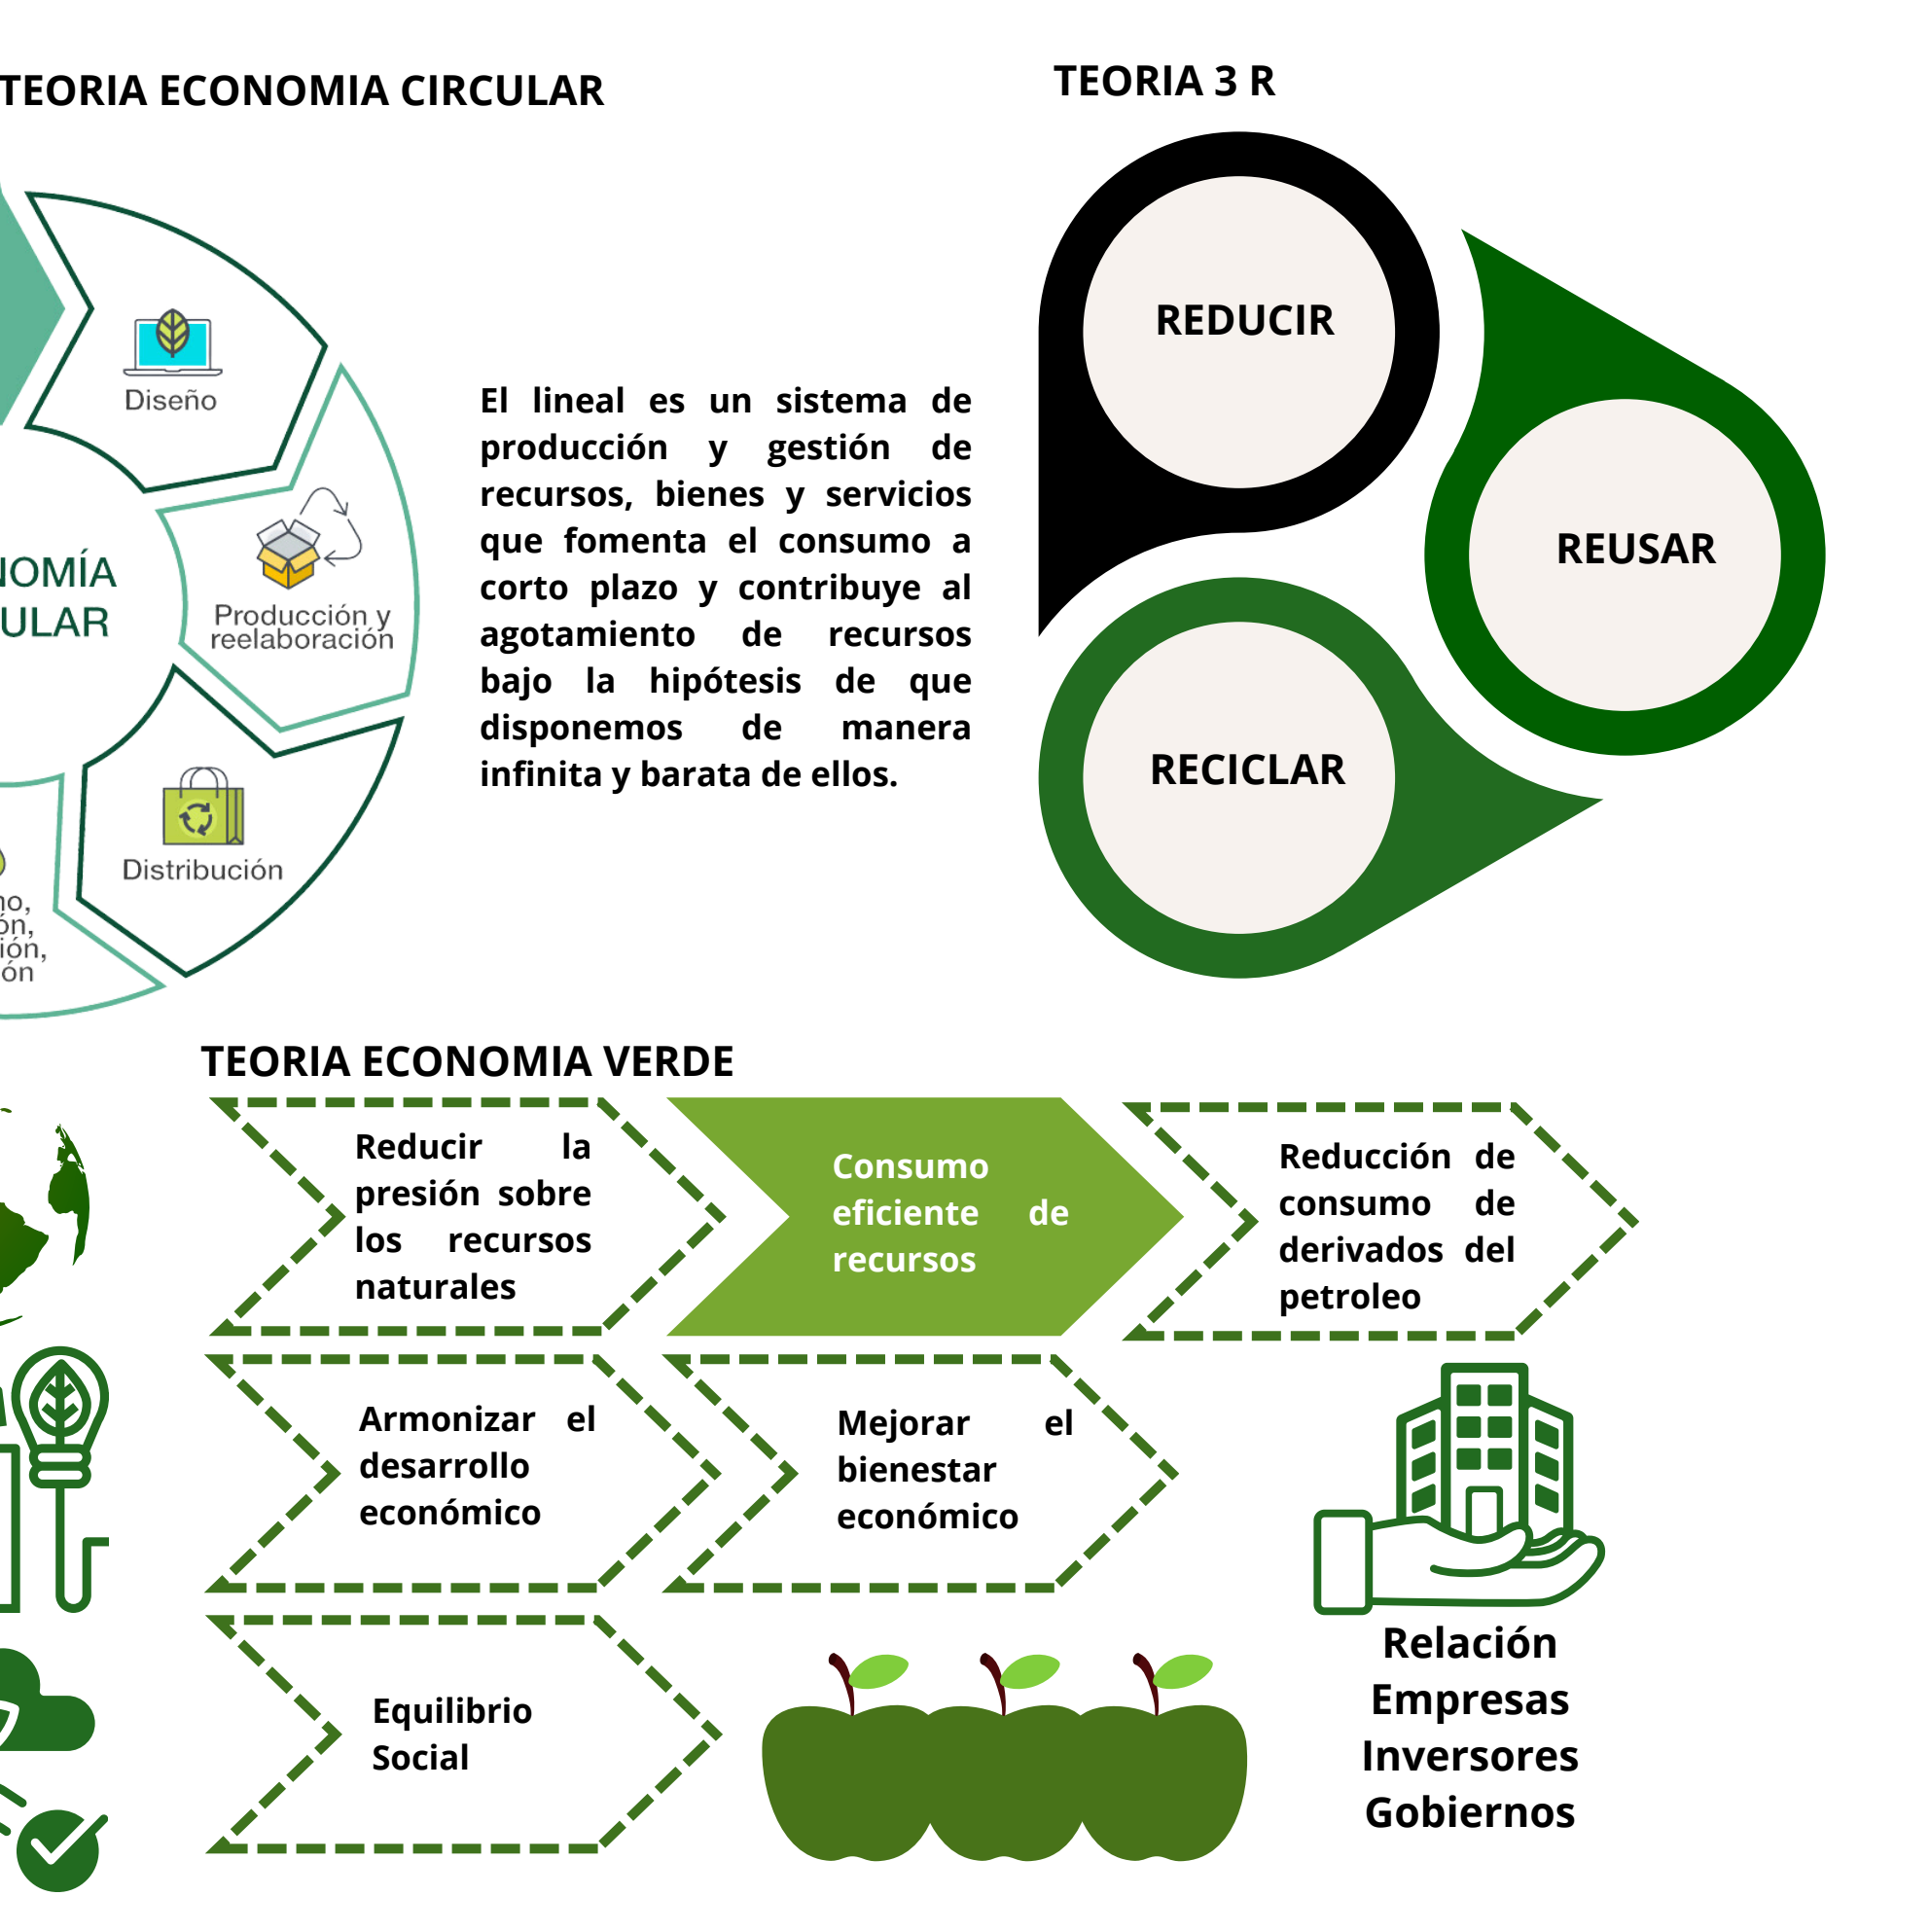 TEORIA ECONOMIA CIRCULAR
Diseño
Producción y
reelaboración
Distribución
El lineal es un sistema de
producción y gestión de
recursos, bienes y servicios
que fomenta el consumo a
corto plazo y contribuye al
agotamiento de recursos
bajo la hipótesis de que
disponemos de manera
infinita y barata de ellos.
TEORIA 3 R
REDUCIR
REUSAR
RECICLAR
TEORIA ECONOMIA VERDE
Reducir la
presión sobre
los recursos
naturales
Consumo
eficiente de
recursos
Reducción de
consumo de
derivados del
petroleo
Armonizar el
desarrollo
económico
Mejorar el
bienestar
económico
Equilibrio
Social
Relación
Empresas
Inversores
Gobiernos